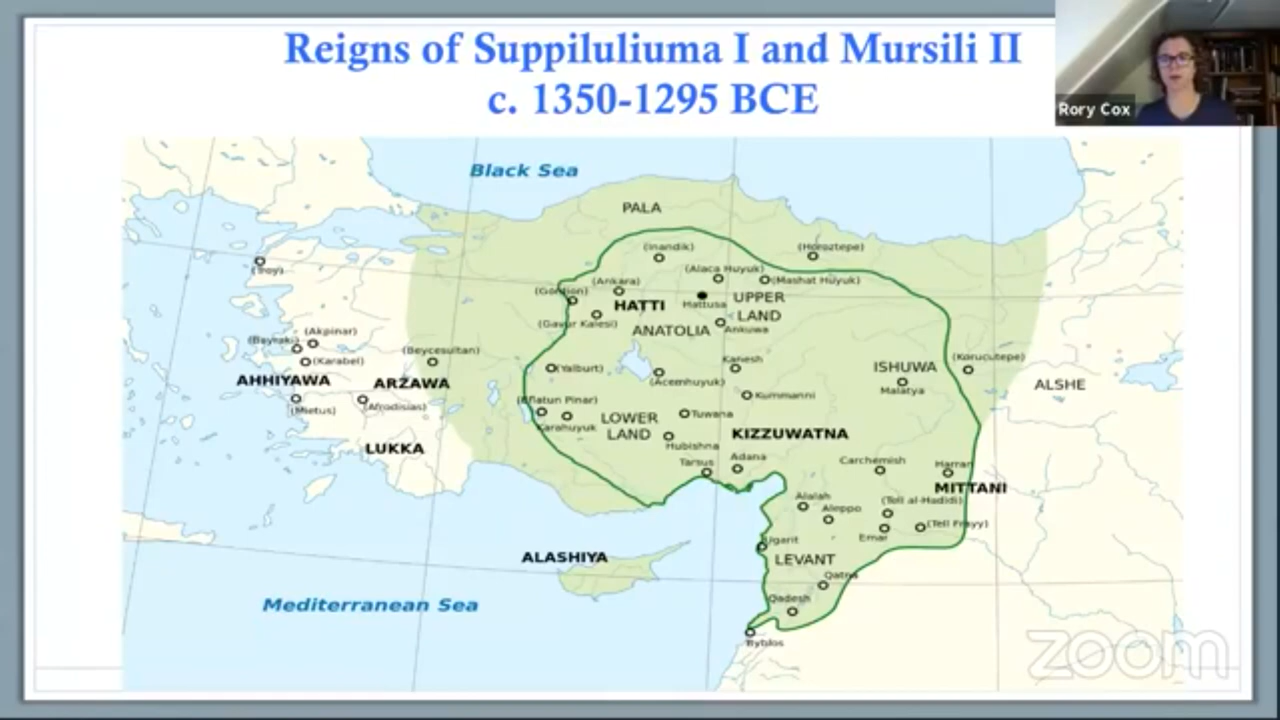 Reigns of Suppiluliuma I and Mursili II
c. 1350-1295 BCE
Rory Cox
Black Sea
PALA
(Inandik)
(Horoztepe)
(Troy)
(Alaca Huyuk)
(Mashat Huyuk)
(Ankara)
(Gordion)
HATTI
Hattusa
UPPER
LAND
(Gavur Kalesi)
ANATOLIA
Ankuwa
(Akpinar)
(Bayrakli)
(Karabel)
(Beycesultan)
Kanesh
(Korucutepe)
(Yalburt)
ISHUWA
AHHIYAWA
ARZAWA
(Acemhuyuk)
Malatya
ALSHE
Kummanni
(Eflatun Pinar)
(Miletus)
(Afrodisias)
LOWER
LAND
Tuwana
Karahuyuk
KIZZUWATNA
LUKKA
Hubishna
Tarsus
Adana
Carchemish
Harran
MITTANI
Alalah
Aleppo
(Tell al-Hadidi)
(Tell Frayy)
Emar
Ugarit
ALASHIYA
LEVANT
Qatna
Mediterranean Sea
Qadesh
Byblos
zoom